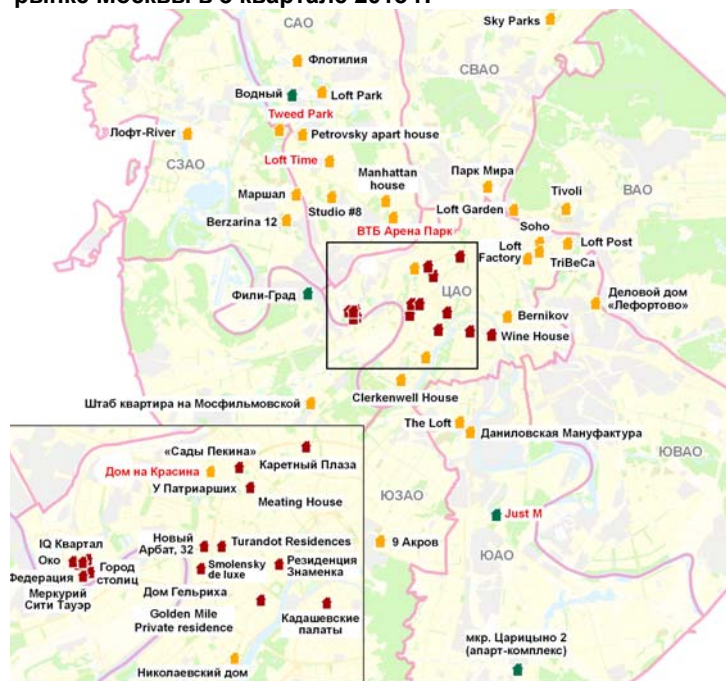 рынке Москвы в 3 квартале 2013 г.
САО
Sky Parks
Флотилия
СВАО
Водный
Loft Park
Tweed Park
Лофт-River
Petrovsky apart house
СЗАО
Loft Time
Manhattan
house
Парк Мира
ВАО
Маршал
Studio #8
Loft Garden
Tivoli
Berzarina 12
ВТБ Арена Парк
Soho
Loft
Factory
Loft Post
TriBeCa
ЦАО
Фили-Град
Деловой дом
«Лефортово»
Bernikov
Wine House
Clerkenwell House
Штаб квартира на Мосфильмовской
The Loft
Даниловская Мануфактура
«Сады Пекина»
ЮВАО
Дом на Красина
Каретный Плаза
У Патриарших
Meating House
ЮЗАО
Just M
IQ Квартал
Новый
Арбат, 32
Turandot Residences
9 Акров
ЮАО
Око
Город
столиц
Smolensky
de luxe
Резиденция
Знаменка
Федерация
Меркурий
Сити Тауэр
Дом Гельриха
Golden Mile
Private residence
Кадашевские
палаты
мкр. Царицыно 2
(апарт-комплекс)
Николаевский дом